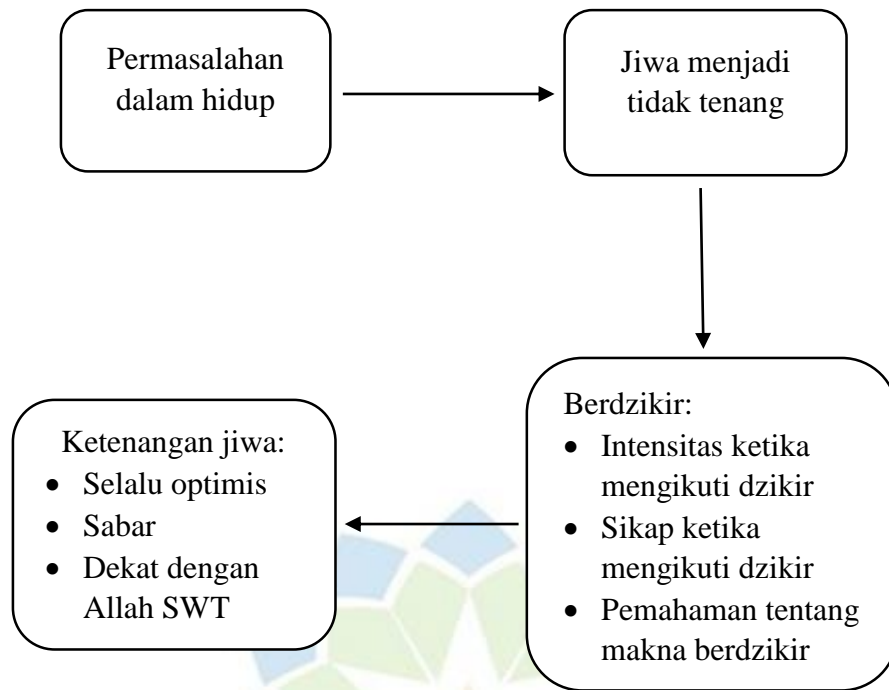 Permasalahan
dalam hidup
Jiwa menjadi
tidak tenang
Berdzikir:
• Intensitas ketika
mengikuti dzikir
• Sikap ketika
mengikuti dzikir
• Pemahaman tentang
makna berdzikir
Ketenangan jiwa:
• Selalu optimis
• Sabar
• Dekat dengan
Allah SWT